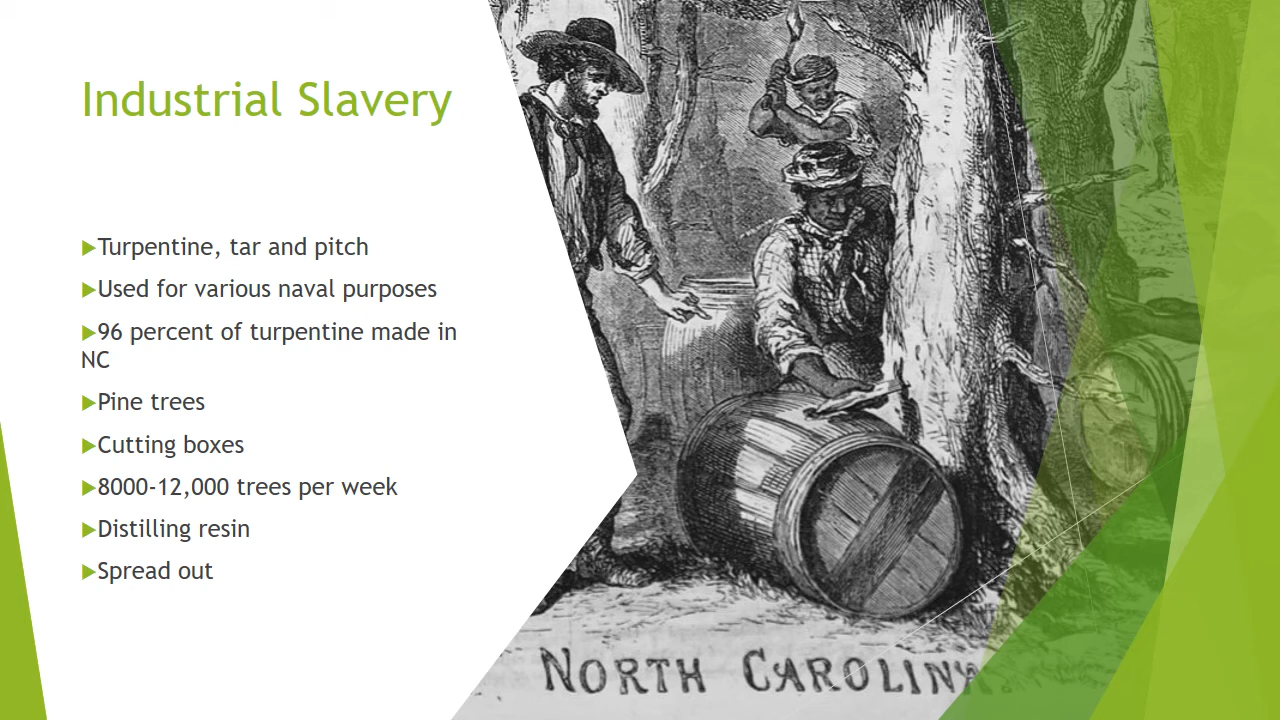 Industrial Slavery
▶Turpentine, tar and pitch
▶Used for various naval purposes
▶96 percent of turpentine made in
NC
▶Pine trees
▶Cutting boxes
▶8000-12,000 trees per week
▶Distilling resin
▶Spread out
NORTH CAROLINA